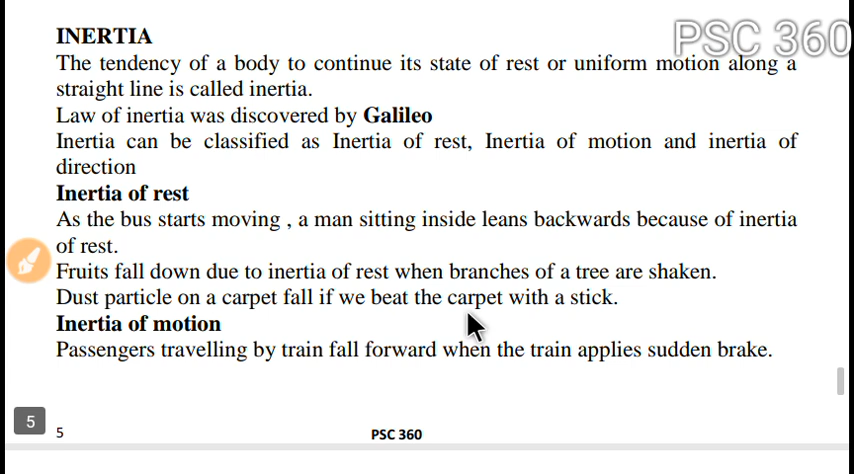 PSC 360
INERTIA
The tendency of a body to continue its state of rest or uniform motion along a
straight line is called inertia.
Law of inertia was discovered by Galileo
Inertia can be classified as Inertia of rest, Inertia of motion and inertia of
direction
Inertia of rest
As the bus starts moving , a man sitting inside leans backwards because of inertia
of rest.
Fruits fall down due to inertia of rest when branches of a tree are shaken.
Dust particle on a carpet fall if we beat the carpet with a stick.
Inertia of motion
Passengers travelling by train fall forward when the train applies sudden brake.
5
5
PSC 360